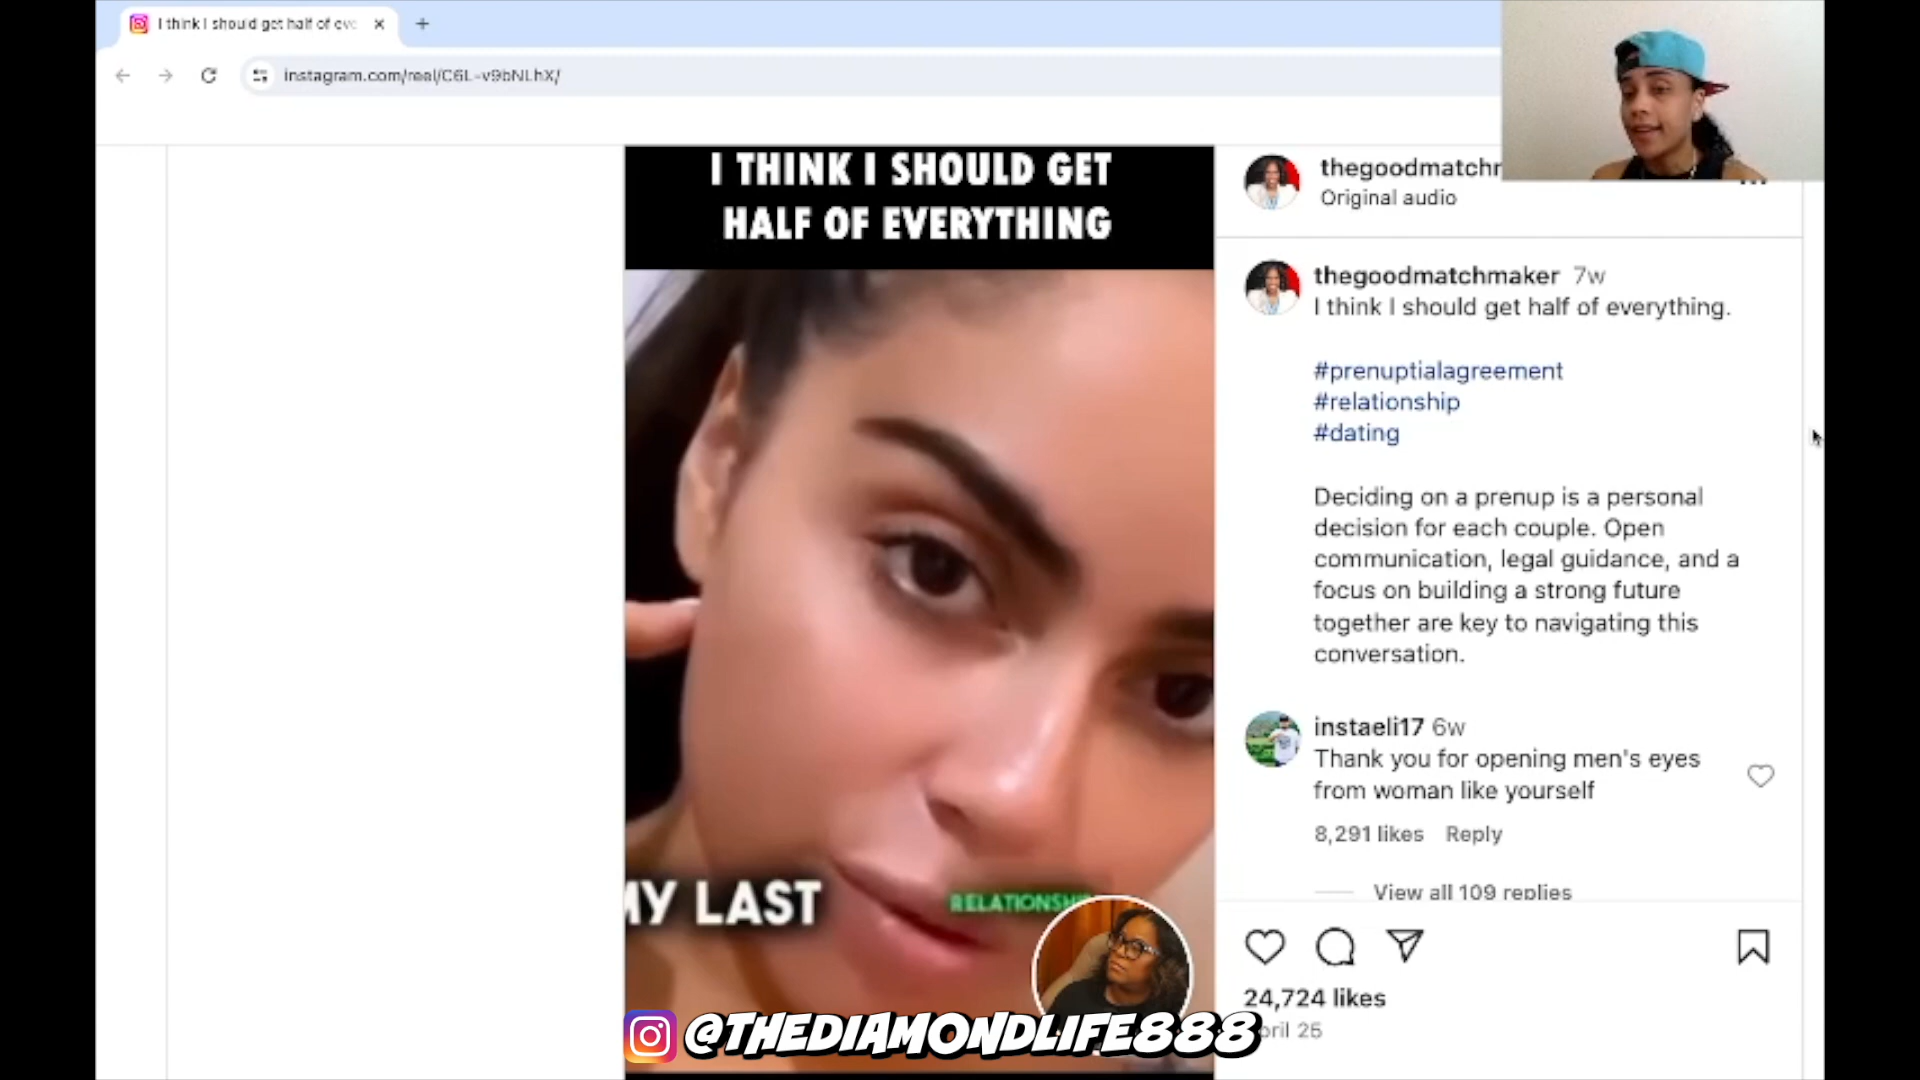 I think I should get half of eve
instagram.com/reel/C6L-v9bNLhX/
I THINK I SHOULD GET
HALF OF EVERYTHING
MY LAST
RELATIONSHIP
@THEDIAMONDLIFE888
thegoodmatchm
Original audio
thegoodmatchmaker 7w
I think I should get half of everything.
#prenuptialagreement
#relationship
#dating
Deciding on a prenup is a personal
decision for each couple. Open
communication, legal guidance, and a
focus on building a strong future
together are key to navigating this
conversation.
instaeli17 6w
Thank you for opening men's eyes
from woman like yourself
8,291 likes Reply
View all 109 replies
24,724 likes
pril 25